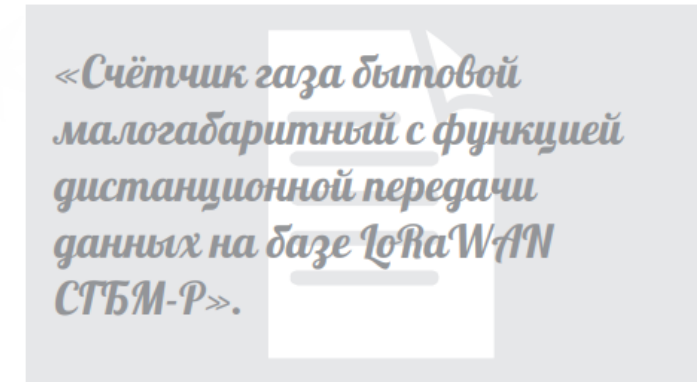 «Счётчик газа бытовой
малогабаритный с функцией
дистанционной передачи
данных на базе LoRaWAN
СГБМ-Р».